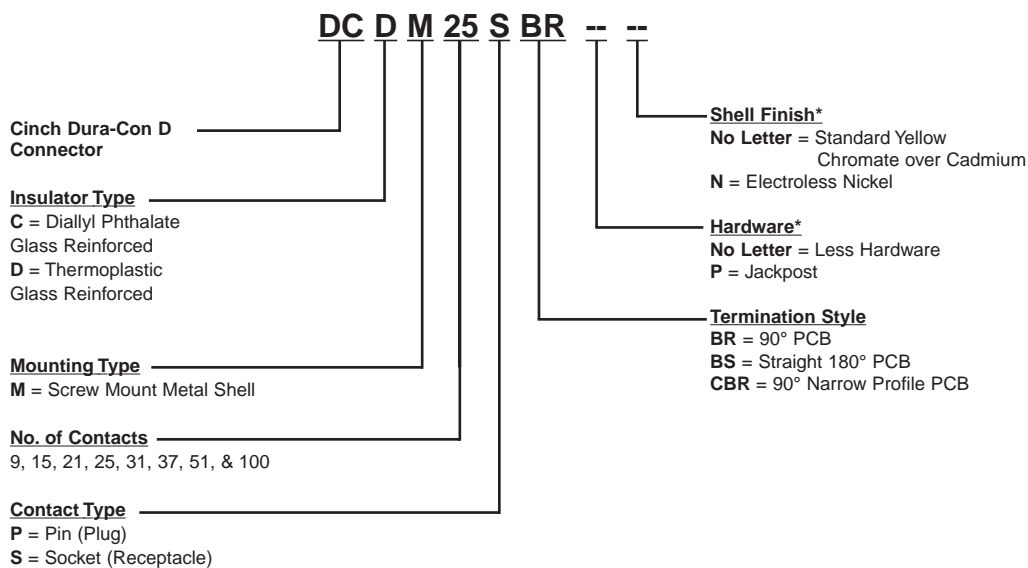 DC D M 25 S BR -- --
Cinch Dura-Con D
Connector
Insulator Type
C = Diallyl Phthalate
Glass Reinforced
D = Thermoplastic
Glass Reinforced
Mounting Type
M = Screw Mount Metal Shell
No. of Contacts
9, 15, 21, 25, 31, 37, 51, & 100
Contact Type
P = Pin (Plug)
S = Socket (Receptacle)
Shell Finish*
No Letter = Standard Yellow
Chromate over Cadmium
N = Electroless Nickel
Hardware*
No Letter = Less Hardware
P = Jackpost
Termination Style
BR = 90° PCB
BS = Straight 180° PCB
CBR = 90° Narrow Profile PCB